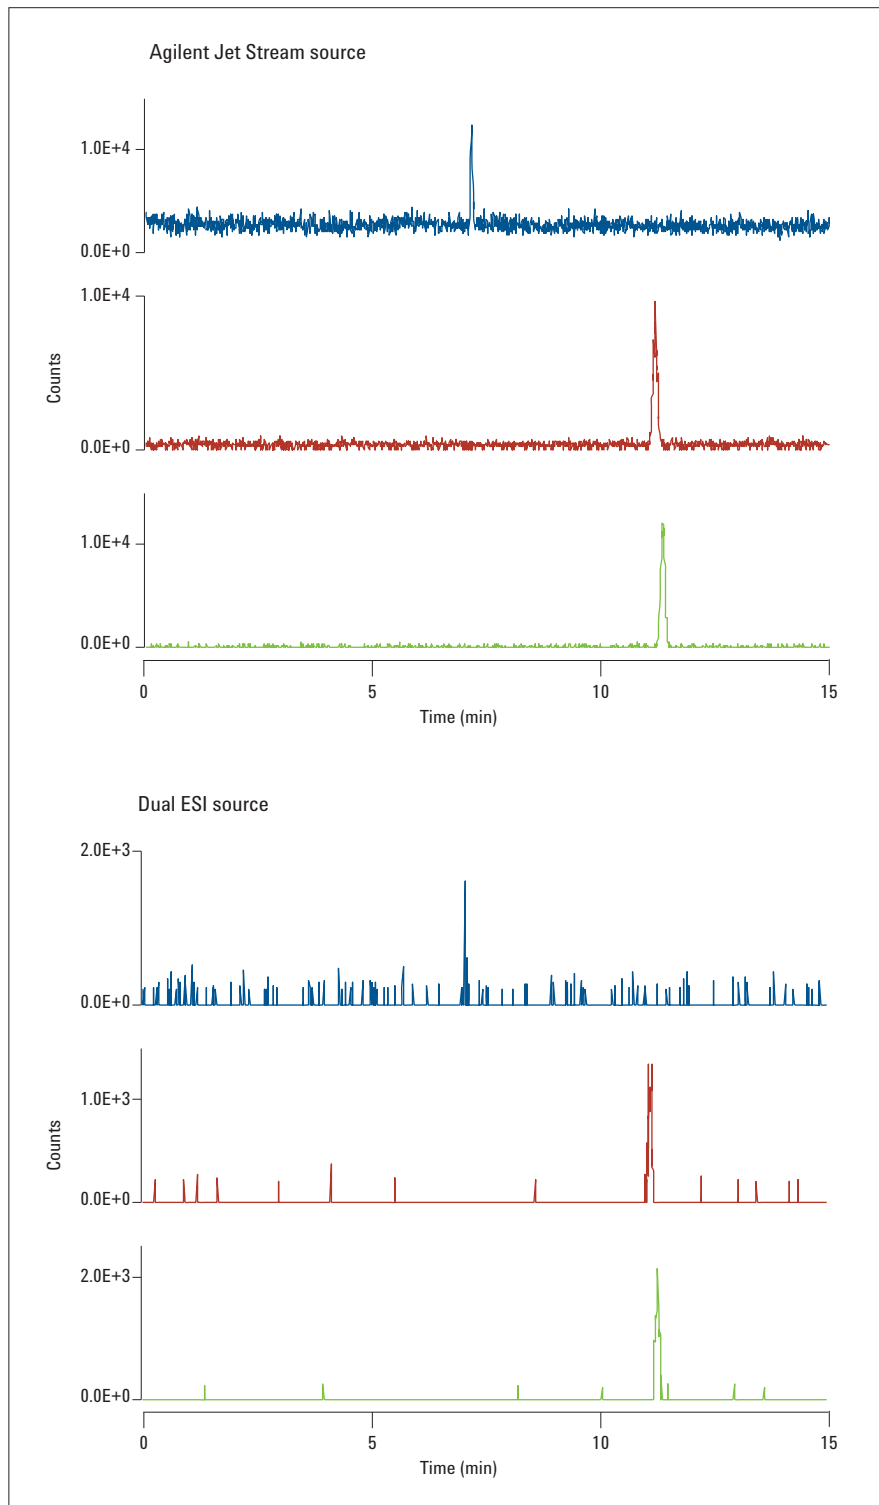 Agilent Jet Stream source
1.0E+4
0.0E+0
1.0E+4
Counts
0.0E+0
1.0E+4
0.0E+0
0 5 10 15
Time (min)
Dual ESI source
2.0E+3
0.0E+0
1.0E+3
Counts
0.0E+0
2.0E+3
0.0E+0
0 5 10 15
Time (min)